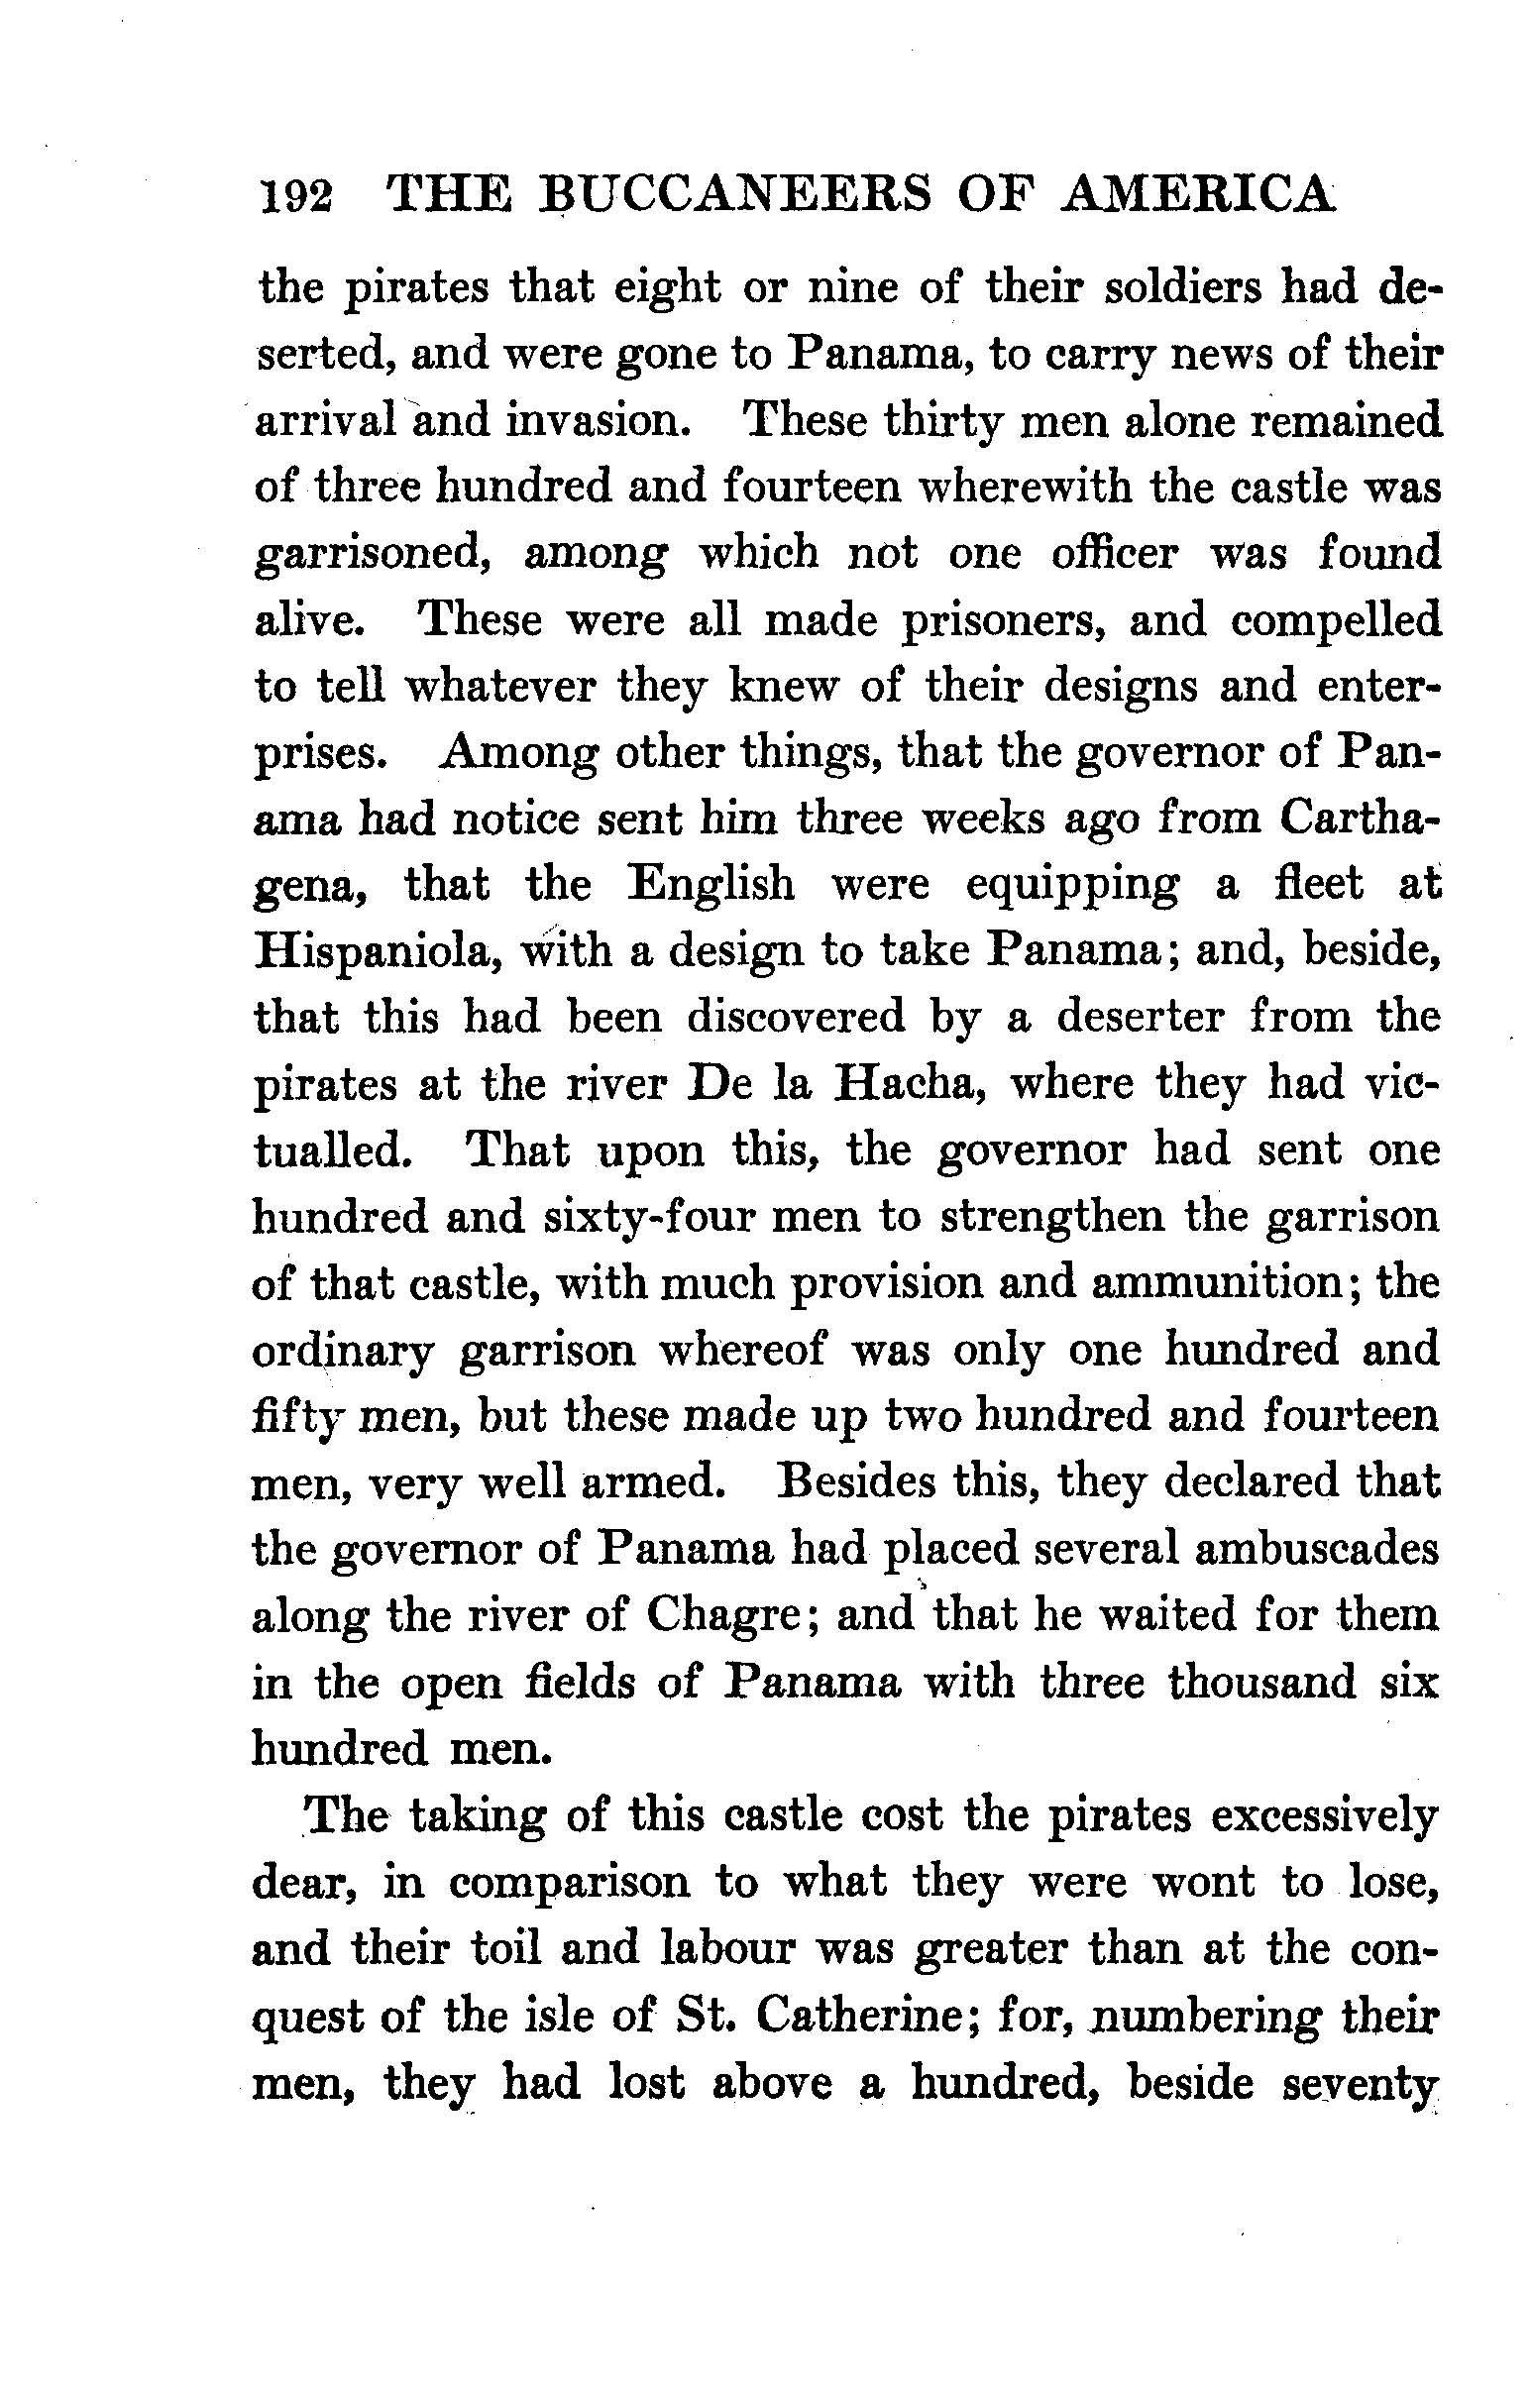 192 THE BUCCANEERS OF AMERICA
the pirates that eight or nine of their soldiers had de-
serted, and were gone to Panama, to carry news of their
arrival and invasion. These thirty men alone remained
of three hundred and fourteen wherewith the castle was
garrisoned, among which not one officer was found
alive. These were all made prisoners, and compelled
to tell whatever they knew of their designs and enter-
prises. Among other things, that the governor of Pan-
ama had notice sent him three weeks ago from Cartha-
gena, that the English were equipping a fleet at
Hispaniola, with a design to take Panama; and, beside,
that this had been discovered by a deserter from the
pirates at the river De la Hacha, where they had vic-
tualled. That upon this, the governor had sent one
hundred and sixty-four men to strengthen the garrison
of that castle, with much provision and ammunition; the
ordinary garrison whereof was only one hundred and
fifty men, but these made up two hundred and fourteen
men, very well armed. Besides this, they declared that
the governor of Panama had placed several ambuscades
along the river of Chagre; and that he waited for them
in the open fields of Panama with three thousand six
hundred men.
The taking of this castle cost the pirates excessively
dear, in comparison to what they were wont to lose,
and their toil and labour was greater than at the con-
quest of the isle of St. Catherine; for, numbering their
men, they had lost above a hundred, beside seventy